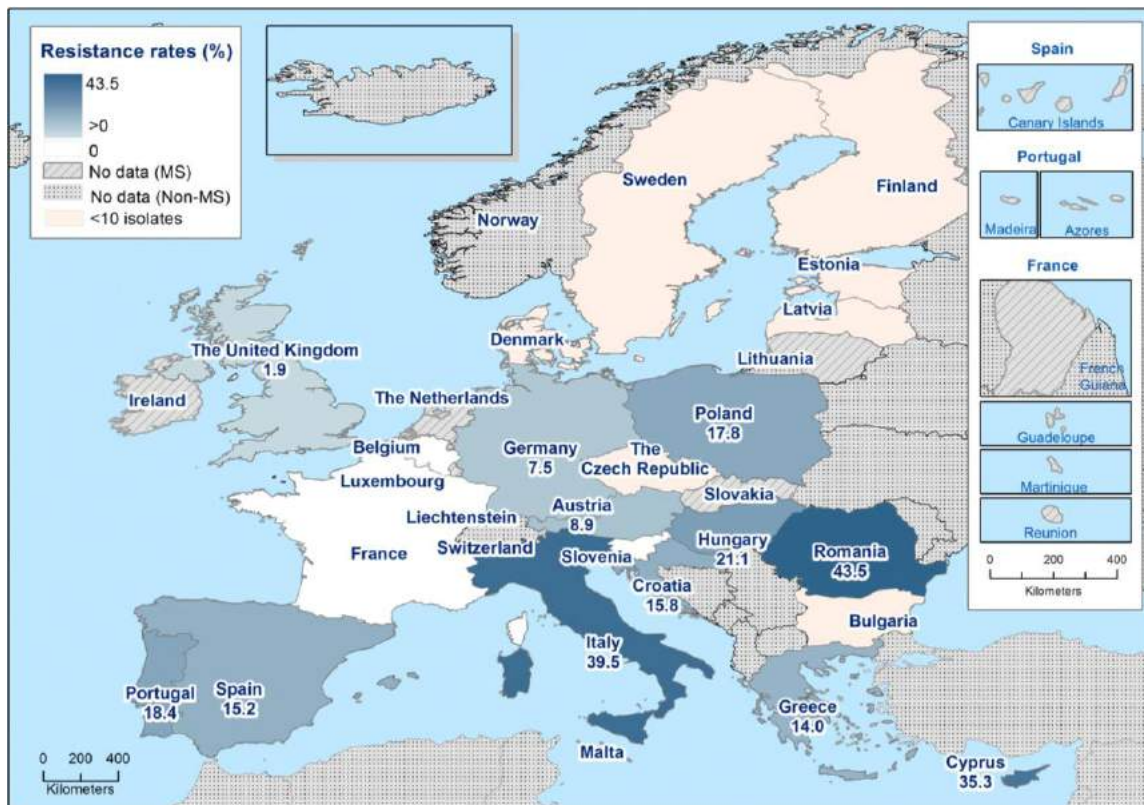 Resistance rates (%)
43.5
>0
0
No data (MS)
No data (Non-MS)
<10 isolates
Spain
Canary Islands
Portugal
Madeira
Azores
France
French
Guiana
Guadeloupe
Martinique
Reunion
0 200 400
Kilometers
Sweden
Finland
Norway
Estonia
Latvia
Denmark
Lithuania
The United Kingdom
1.9
Ireland
The Netherlands
Poland
17.8
Belgium
Germany
7.5
The
Czech Republic
Luxembourg
Slovakia
Austria
8.9
Liechtenstein
Hungary
21.1
Switzerland
Slovenia
France
Romania
43.5
Croatia
15.8
Bulgaria
Italy
39.5
Portugal
18.4
Spain
15.2
Greece
14.0
Malta
Cyprus
35.3
0 200 400
Kilometers